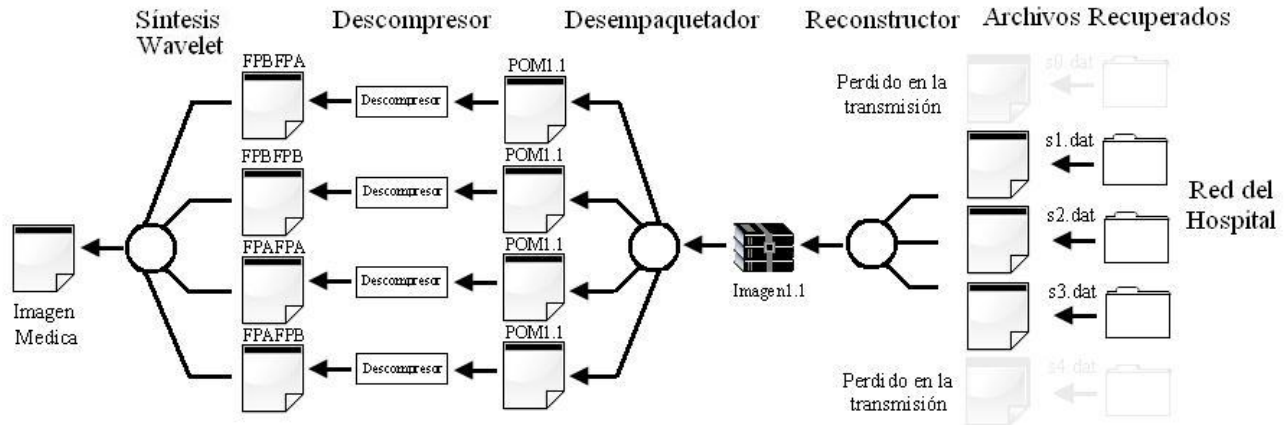 Síntesis
Wavelet
Descompresor
Desempaquetador
Reconstructor
Archivos Recuperados
FPBFPA
Descompresor
POM1.1
Perdido en la
transmisión
s0.dat
FPBFPB
Descompresor
POM1.1
s1.dat
FPAFPA
Descompresor
POM1.1
s2.dat
Red del
Hospital
Imagen
Medica
Imagen1.1
s3.dat
FPAFPB
Descompresor
POM1.1
Perdido en la
transmisión
s4.dat